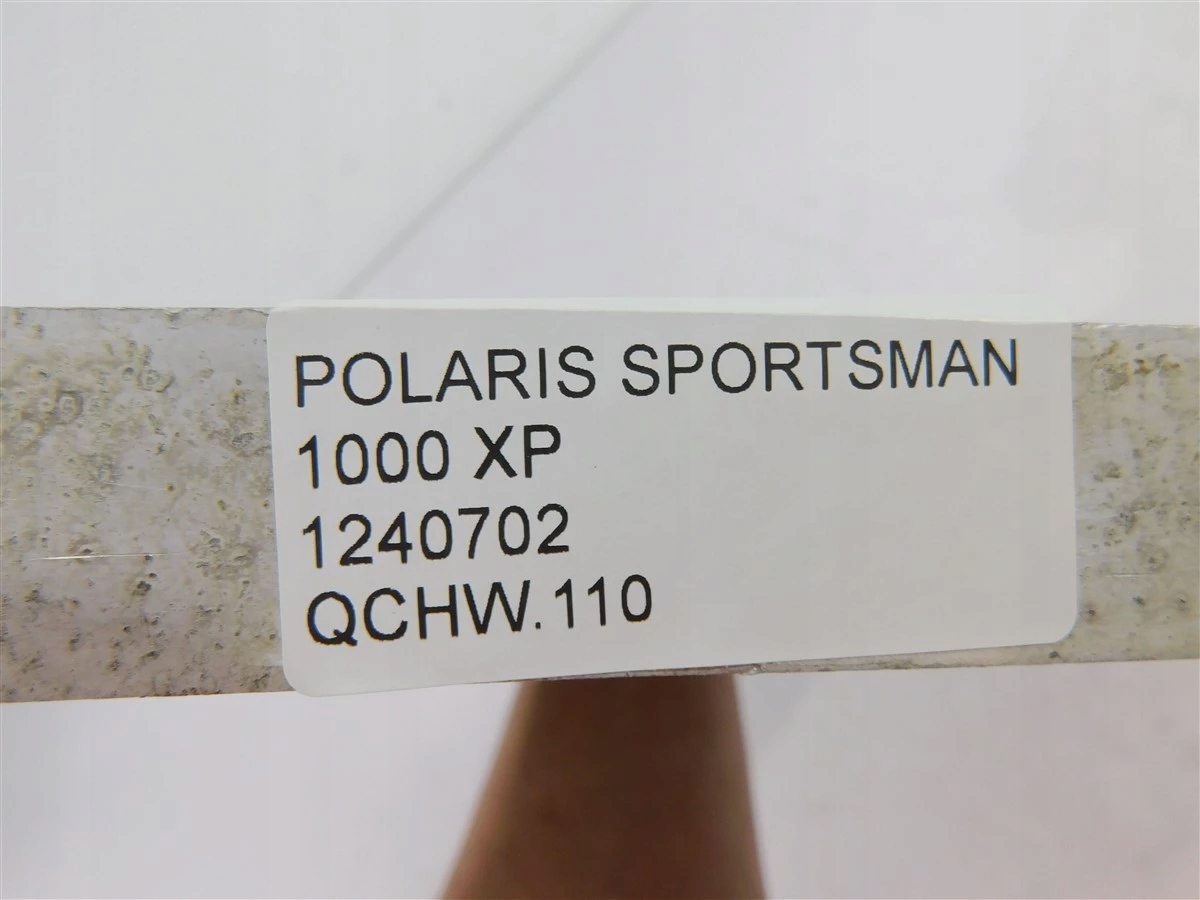 POLARIS SPORTSMAN
1000 XP
1240702
QCHW.110